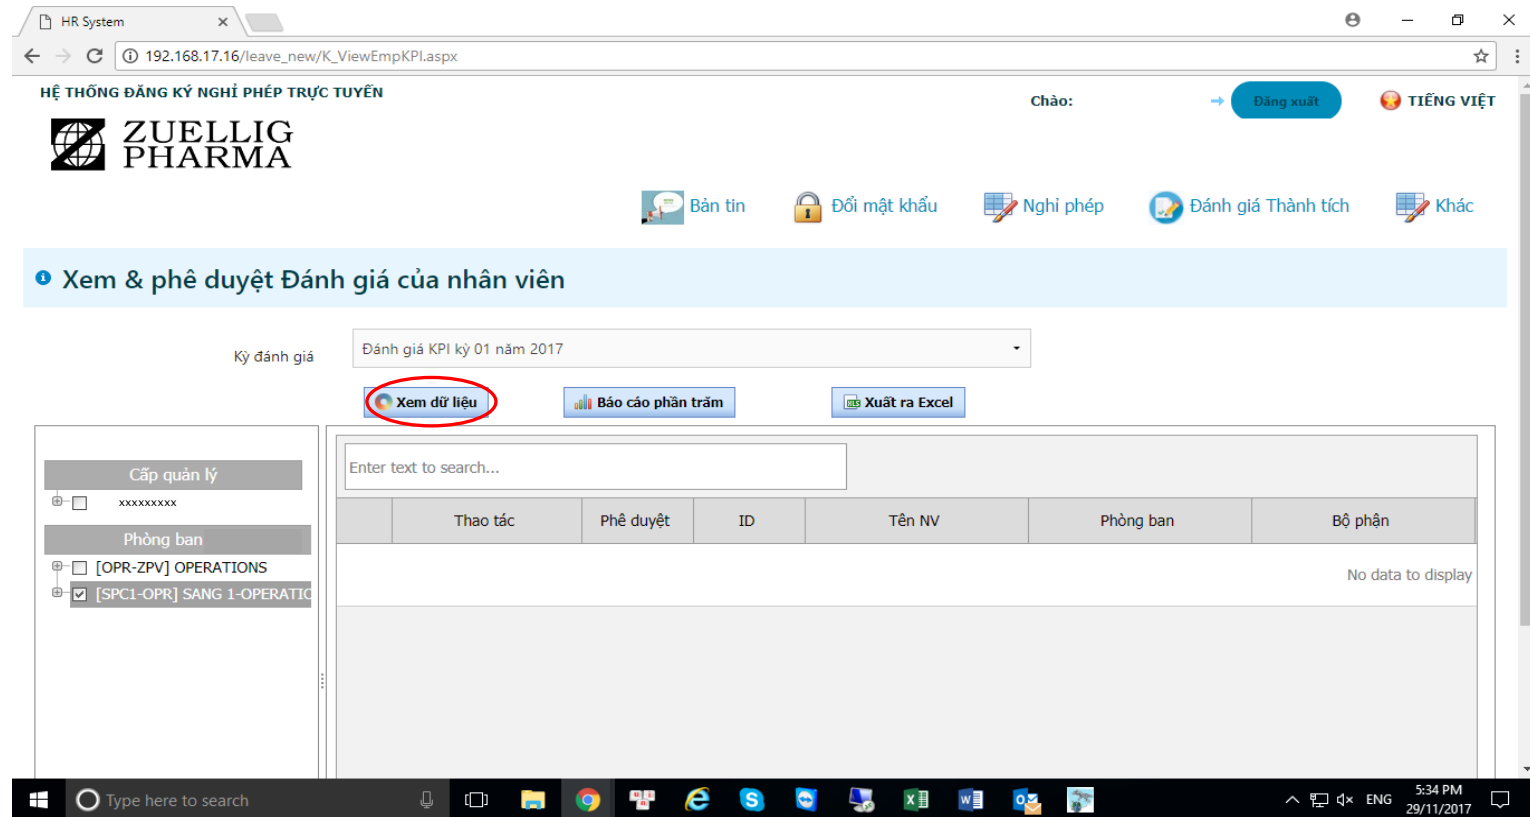 HR System
192.168.17.16/leave_new/K_ViewEmpKPI.aspx
HỆ THỐNG ĐĂNG KÝ NGHỈ PHÉP TRỰC TUYẾN
Chào:
Đăng xuất
TIẾNG VIỆT
ZUELLIG
PHARMA
Bản tin
Đổi mật khẩu
Nghỉ phép
Đánh giá Thành tích
Khác
Xem & phê duyệt Đánh giá của nhân viên
Kỳ đánh giá
Đánh giá KPI kỳ 01 năm 2017
Xem dữ liệu
Báo cáo phần trăm
Xuất ra Excel
Cấp quản lý
xxxxxxxxx
Phòng ban
[OPR-ZPV] OPERATIONS
[SPC1-OPR] SANG 1-OPERATIC
Enter text to search...
Thao tác
Phê duyệt
ID
Tên NV
Phòng ban
Bộ phận
No data to display
Type here to search
ENG
5:34 PM
29/11/2017